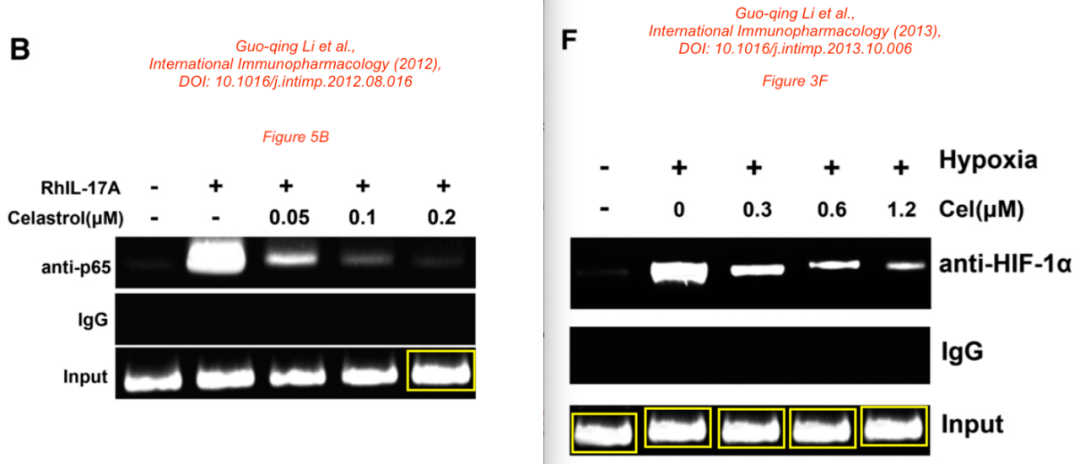 B
Guo-qing Li et al.,
International Immunopharmacology (2012),
DOI: 10.1016/j.intimp.2012.08.016
Figure 5B
RhIL-17A - + + + +
Celastrol(μM) - - 0.05 0.1 0.2
anti-p65
IgG
Input
F
Guo-qing Li et al.,
International Immunopharmacology (2013),
DOI: 10.1016/j.intimp.2013.10.006
Figure 3F
- + + + + Hypoxia
- 0 0.3 0.6 1.2 Cel(μM)
anti-HIF-1α
IgG
Input